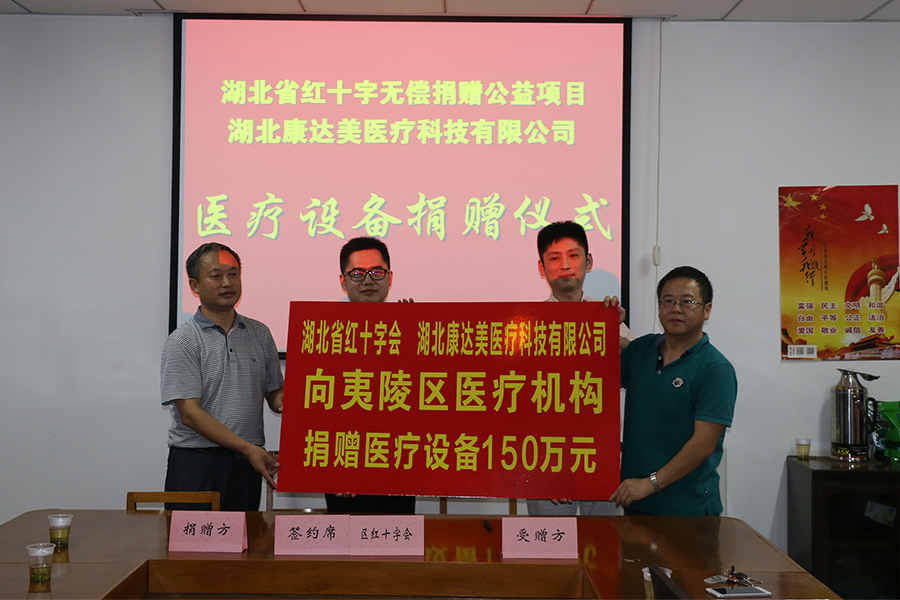 湖北省红十字无偿捐赠公益项目
湖北康达美医疗科技有限公司
医疗设备捐赠仪式
湖北省红十字会 湖北康达美医疗科技有限公司
向夷陵区医疗机构
捐赠医疗设备150万元
富强 民主 文明 和谐
自由 平等 公正 法治
爱国 敬业 诚信 友善
捐赠方
签约席
区红十字会
受赠方